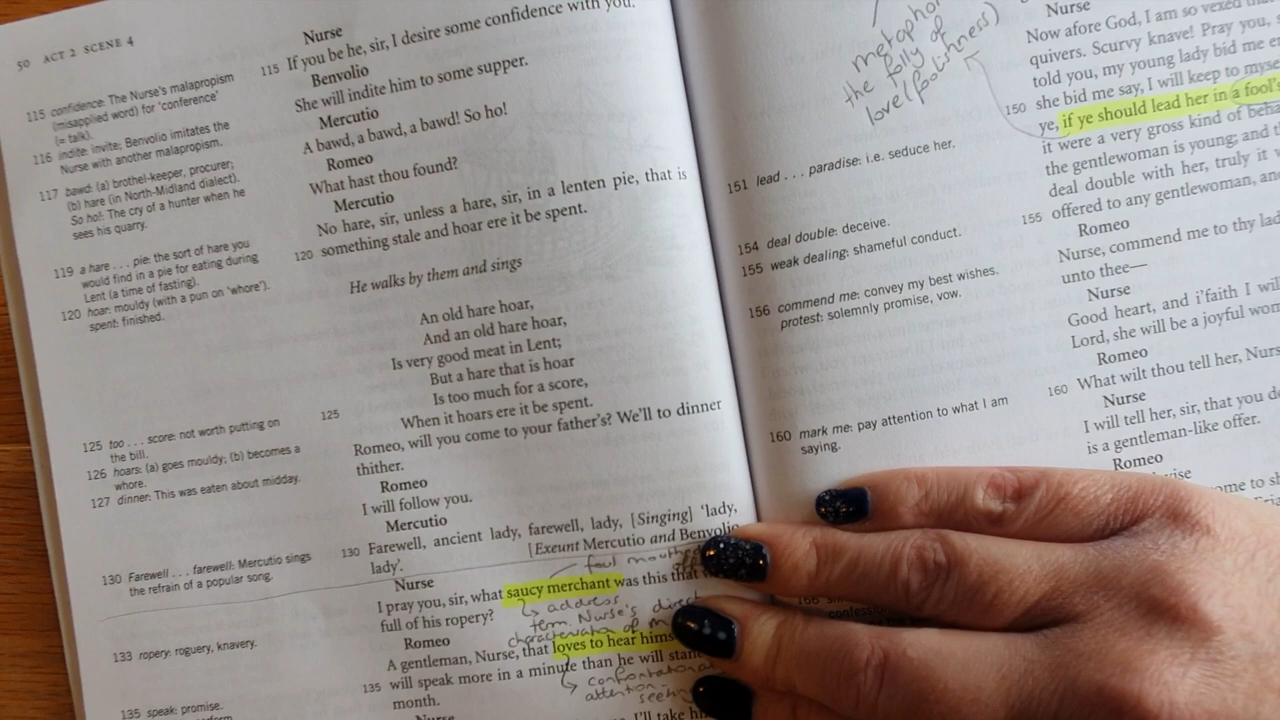 50 ACT 2 SCENE 4
115 confidence: The Nurse's malapropism
(misapplied word) for 'conference'
(= talk).
116 indite: invite; Benvolio imitates the
Nurse with another malapropism.
117 bawd: (a) brothel-keeper, procurer;
(b) hare (in North-Midland dialect).
So ho!: The cry of a hunter when he
sees his quarry.
119 a hare . . . pie: the sort of hare you
would find in a pie for eating during
Lent (a time of fasting).
120 hoar: mouldy (with a pun on 'whore').
spent: finished.
125 too . . . score: not worth putting on
the bill.
126 hoars: (a) goes mouldy; (b) becomes a
whore.
127 dinner: This was eaten about midday.
130 Farewell . . . farewell: Mercutio sings
the refrain of a popular song.
133 ropery: roguery, knavery.
135 speak: promise.
Nurse
115 If you be he, sir, I desire some confidence with you.
Benvolio
She will indite him to some supper.
Mercutio
A bawd, a bawd, a bawd! So ho!
Romeo
What hast thou found?
Mercutio
No hare, sir, unless a hare, sir, in a lenten pie, that is
120 something stale and hoar ere it be spent.
He walks by them and sings
An old hare hoar,
And an old hare hoar,
Is very good meat in Lent;
But a hare that is hoar
Is too much for a score,
125 When it hoars ere it be spent.
Romeo, will you come to your father's? We'll to dinner
thither.
Romeo
I will follow you.
Mercutio
130 Farewell, ancient lady, farewell, lady, [Singing] 'lady,
lady'.
[Exeunt Mercutio and Benvolio
foul mouthed
Nurse
I pray you, sir, what saucy merchant was this that
full of his ropery?
address
term. Nurse's direct
characterisation of
Romeo
A gentleman, Nurse, that loves to hear hims
135 will speak more in a minute than he will stand
month.
confrontational
attention-
seeking
Nurse
I'll take
metaphor
the folly of
love (foolishness)
151 lead . . . paradise: i.e. seduce her.
154 deal double: deceive.
155 weak dealing: shameful conduct.
156 commend me: convey my best wishes.
protest: solemnly promise, vow.
160 mark me: pay attention to what I am
saying.
Nurse
Now afore God, I am so vexed that
quivers. Scurvy knave! Pray you,
told you, my young lady bid me
150 she bid me say, I will keep to myse
ye, if ye should lead her in a fool's
it were a very gross kind of beha
the gentlewoman is young; and
deal double with her, truly it
155 offered to any gentlewoman, and
Romeo
Nurse, commend me to thy lad
unto thee—
Nurse
Good heart, and i'faith I wil
Lord, she will be a joyful wom
Romeo
160 What wilt thou tell her, Nurs
Nurse
I will tell her, sir, that you d
is a gentleman-like offer.
Romeo